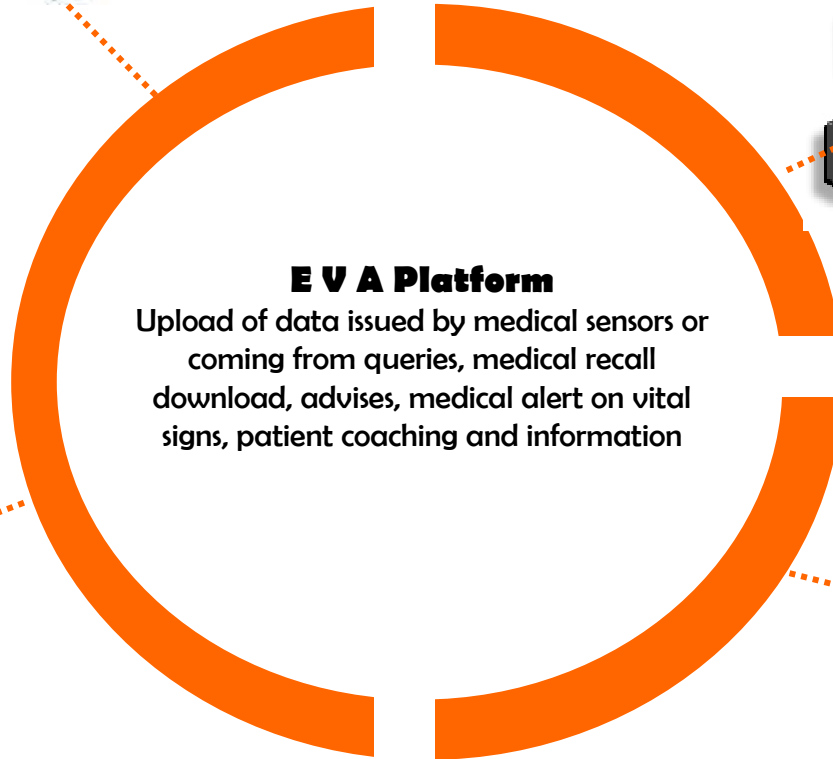 E V A Platform
Upload of data issued by medical sensors or
coming from queries, medical recall
download, advises, medical alert on vital
signs, patient coaching and information